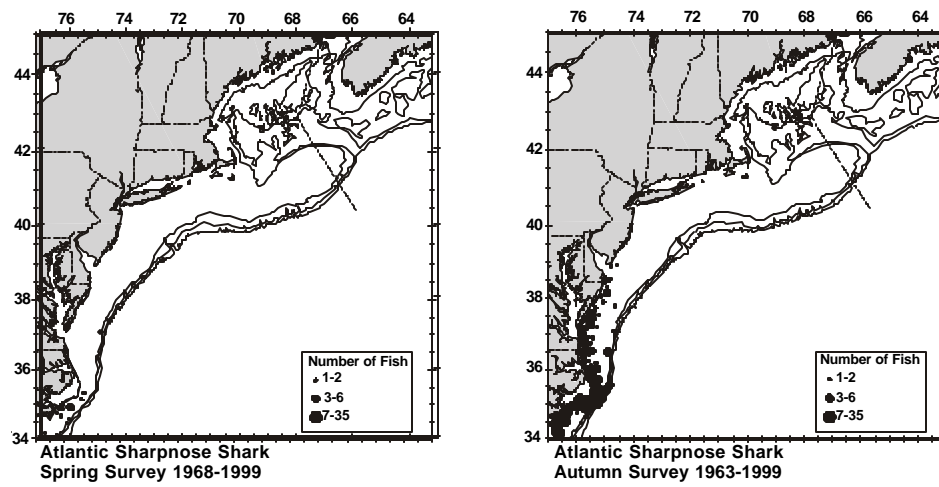 76 74 72 70 68 66 64
44
42
40
38
36
34
Number of Fish
1-2
3-6
7-35
Atlantic Sharpnose Shark
Spring Survey 1968-1999
76 74 72 70 68 66 64
44
42
40
38
36
34
Number of Fish
1-2
3-6
7-35
Atlantic Sharpnose Shark
Autumn Survey 1963-1999